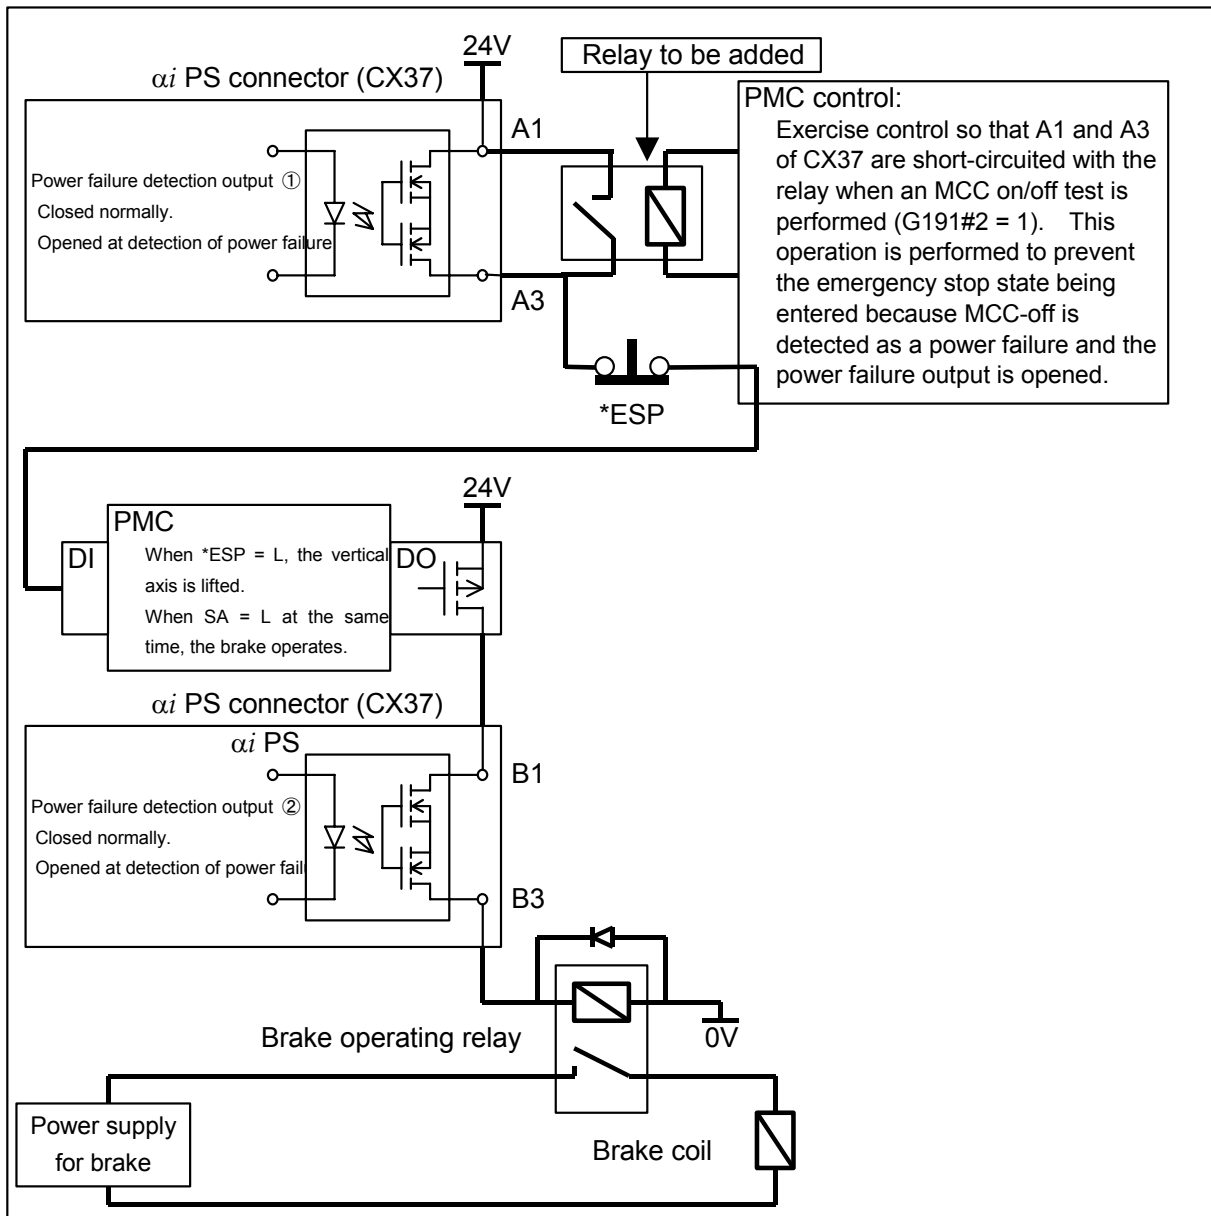 24V
Relay to be added
αi PS connector (CX37)
A1
Power failure detection output ①
Closed normally.
Opened at detection of power failure
A3
PMC control:
Exercise control so that A1 and A3
of CX37 are short-circuited with the
relay when an MCC on/off test is
performed (G191#2 = 1). This
operation is performed to prevent
the emergency stop state being
entered because MCC-off is
detected as a power failure and the
power failure output is opened.
*ESP
24V
PMC
DI
When *ESP = L, the vertical
axis is lifted.
When SA = L at the same
time, the brake operates.
DO
αi PS connector (CX37)
αi PS
B1
Power failure detection output ②
Closed normally.
Opened at detection of power fail
B3
Brake operating relay
0V
Power supply
for brake
Brake coil